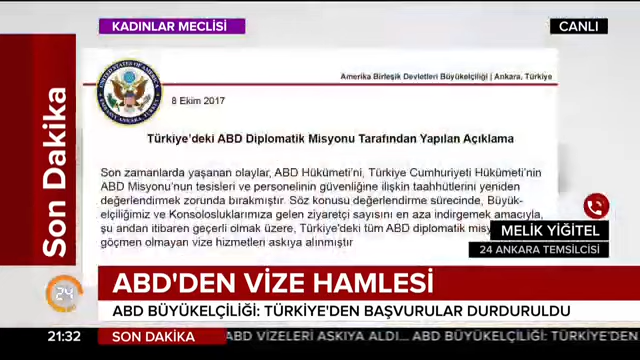 KADINLAR MECLİSİ
CANLI
Son Dakika
Amerika Birleşik Devletleri Büyükelçiliği | Ankara, Türkiye
8 Ekim 2017
Türkiye'deki ABD Diplomatik Misyonu Tarafından Yapılan Açıklama
Son zamanlarda yaşanan olaylar, ABD Hükümeti'ni, Türkiye Cumhuriyeti Hükümeti'nin
ABD Misyonu'nun tesisleri ve personelinin güvenliğine ilişkin taahhütlerini yeniden
değerlendirmek zorunda bırakmıştır. Söz konusu değerlendirme sürecinde, Büyük-
elçiliğimiz ve Konsolosluklarımıza gelen ziyaretçi sayısını en aza indirgemek amacıyla,
şu andan itibaren geçerli olmak üzere, Türkiye'deki tüm ABD diplomatik
göçmen olmayan vize hizmetleri askıya alınmıştır
MELİK YİĞİTEL
24 ANKARA TEMSİLCİSİ
24
ABD'DEN VİZE HAMLESİ
ABD BÜYÜKELÇİLİĞİ: TÜRKİYE'DEN BAŞVURULAR DURDURULDU
21:32
SON DAKİKA
ABD VİZELERİ ASKIYA ALDI... ABD BÜYÜKELÇİLİĞİ: TÜRKİYE'DEN